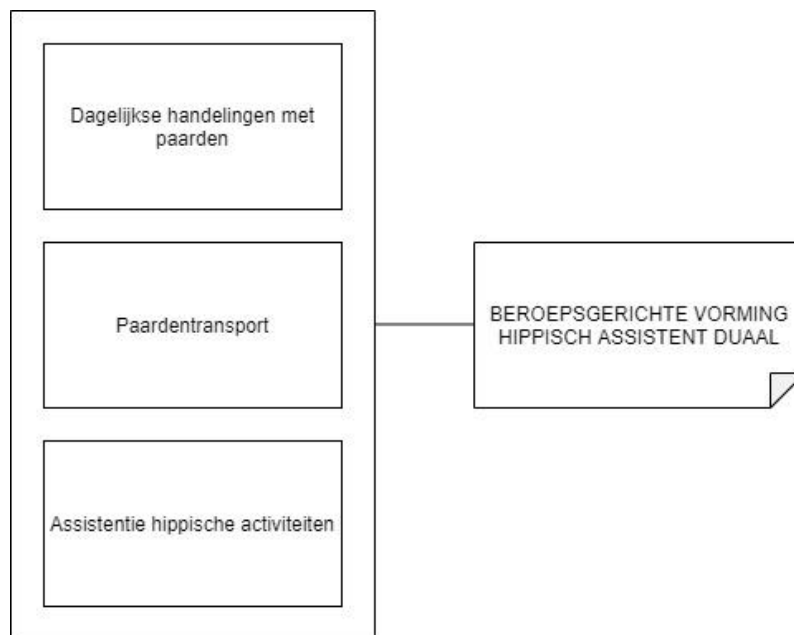 Dagelijkse handelingen met
paarden
Paardentransport
BEROEPSGERICHTE VORMING
HIPPISCH ASSISTENT DUAAL
Assistentie hippische activiteiten